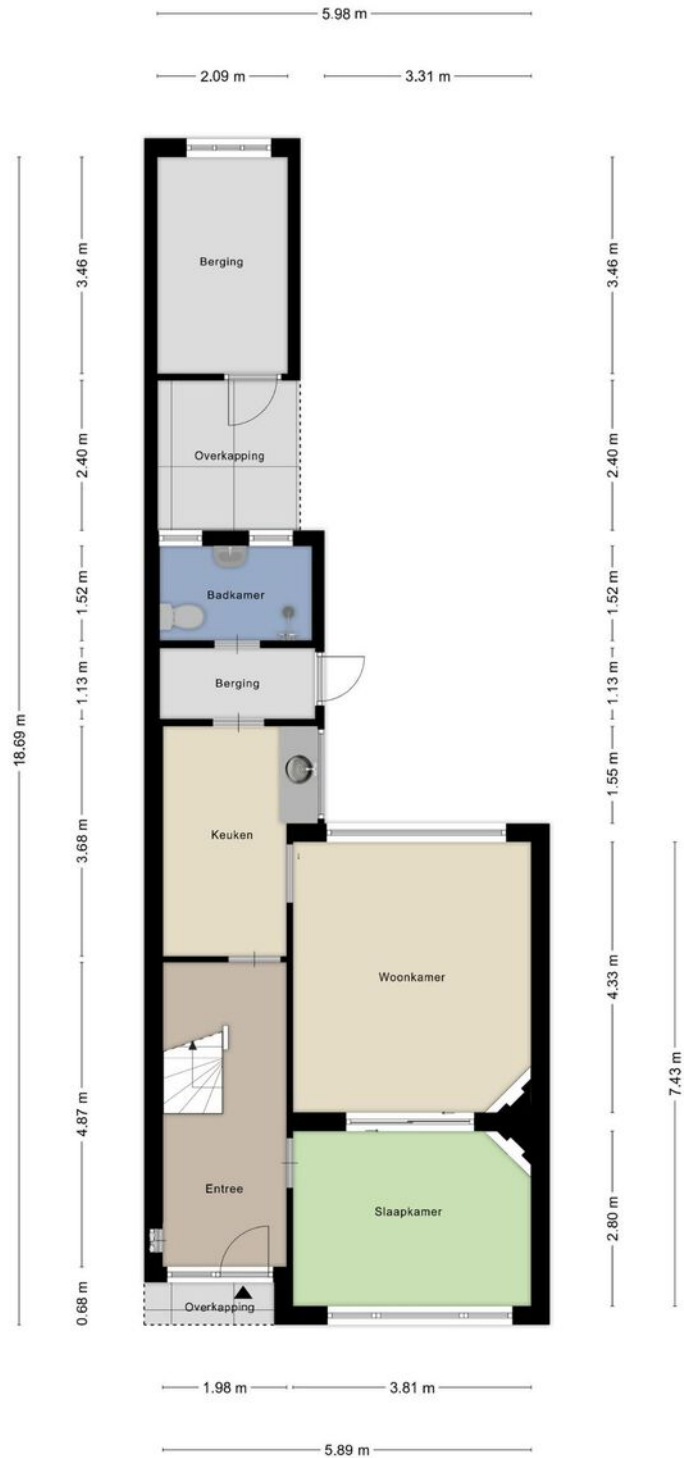 5.98 m
2.09 m
3.31 m
Berging
3.46 m
3.46 m
Overkapping
2.40 m
2.40 m
Badkamer
1.52 m
1.52 m
Berging
1.13 m
1.13 m
18.69 m
1.55 m
Keuken
3.68 m
Woonkamer
4.33 m
7.43 m
4.87 m
Entree
Slaapkamer
2.80 m
0.68 m
Overkapping
1.98 m
3.81 m
5.89 m